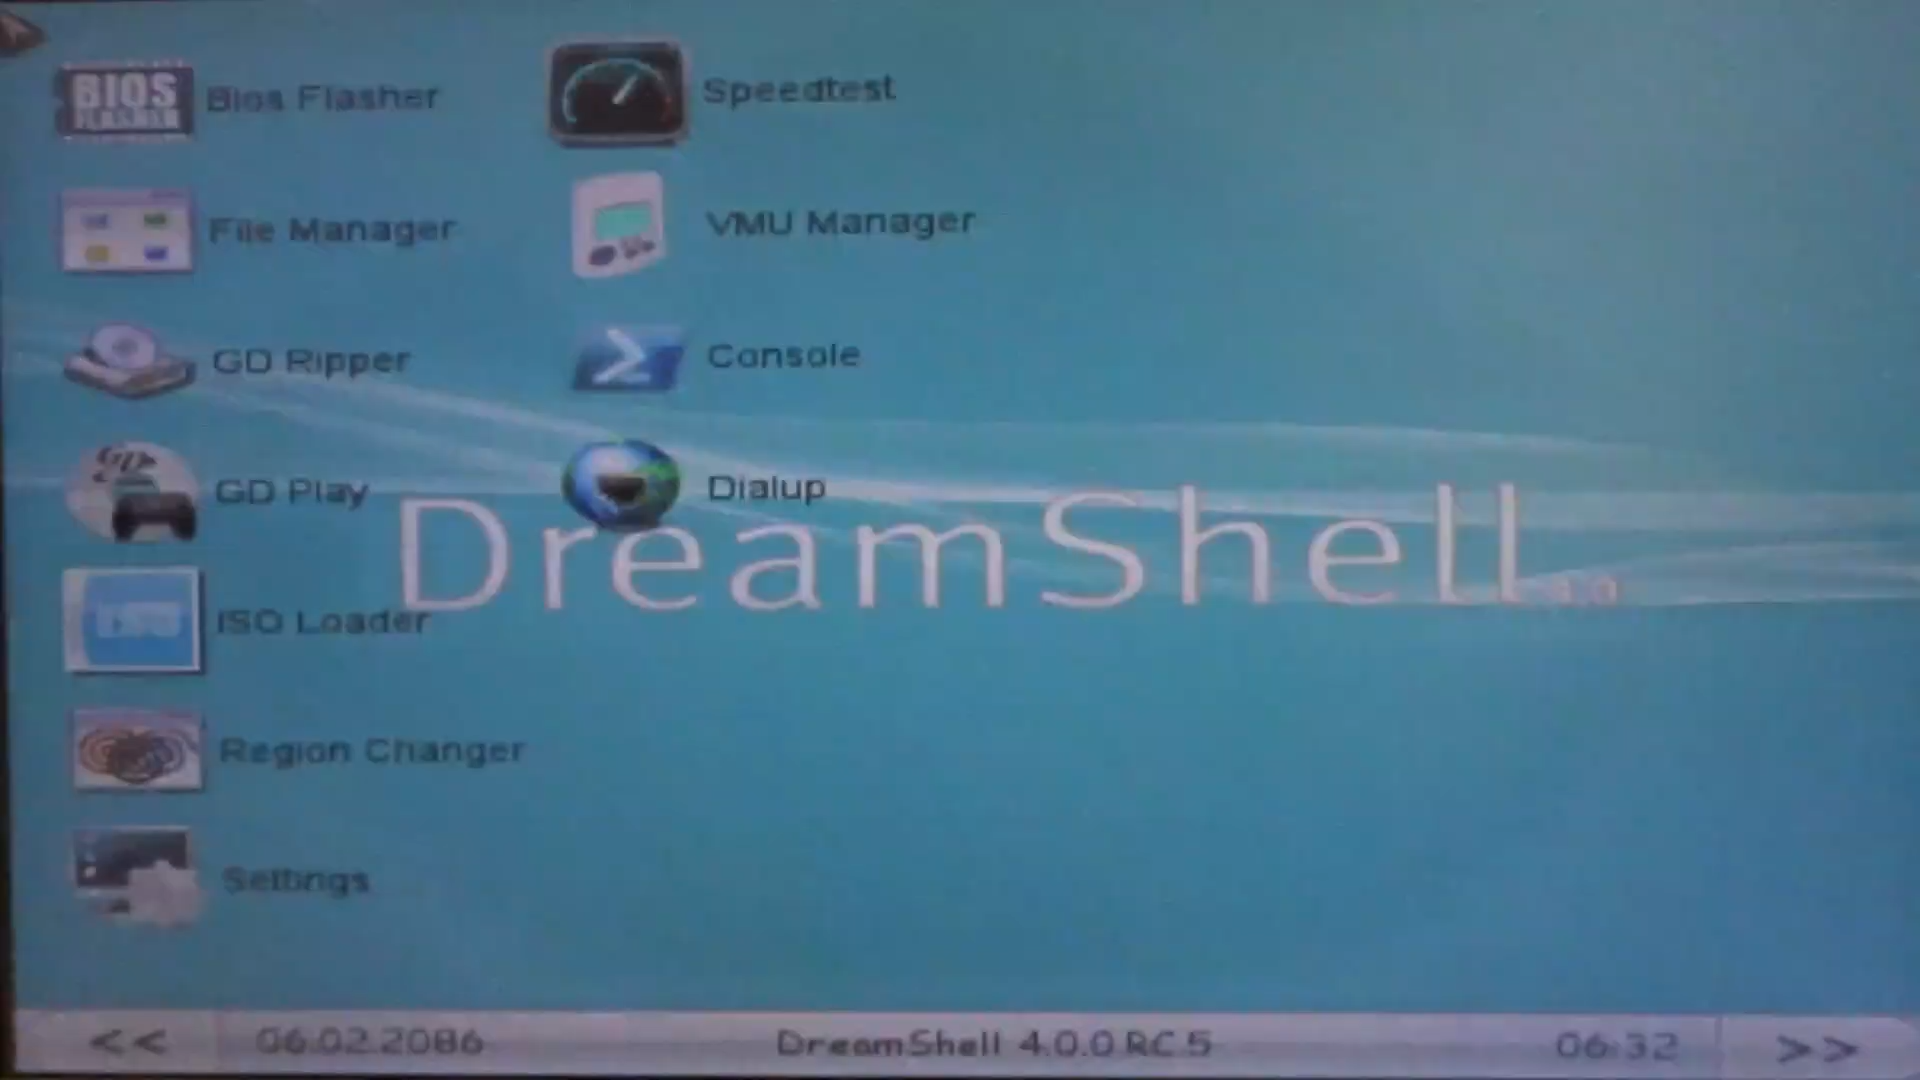 BIOS
FLASHER
Bios Flasher
File Manager
GD Ripper
GD Play
ISO Loader
Region Changer
Settings
Speedtest
VMU Manager
Console
Dialup
DreamShell
<< 06.02.2086 DreamShell 4.0.0 RC 5 06:32 >>